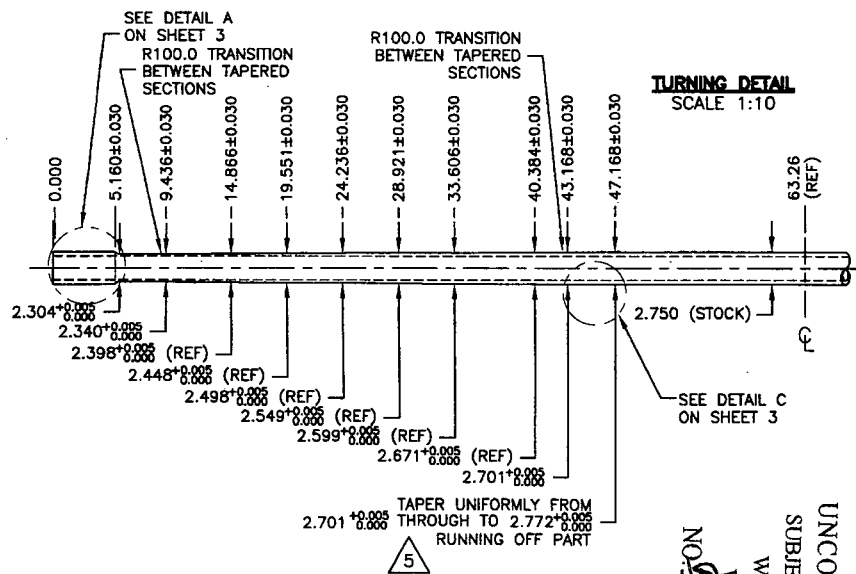 SEE DETAIL A
ON SHEET 3
R100.0 TRANSITION
BETWEEN TAPERED
SECTIONS
R100.0 TRANSITION
BETWEEN TAPERED
SECTIONS
TURNING DETAIL
SCALE 1:10
0.000
5.160±0.030
9.436±0.030
14.866±0.030
19.551±0.030
24.236±0.030
28.921±0.030
33.606±0.030
40.384±0.030
43.168±0.030
47.168±0.030
63.26
(REF)
2.304+0.005 0.000
2.340+0.005 0.000
2.398+0.005 0.000 (REF)
2.448+0.005 0.000 (REF)
2.498+0.005 0.000 (REF)
2.549+0.005 0.000 (REF)
2.599+0.005 0.000 (REF)
2.671+0.005 0.000 (REF)
2.701+0.005 0.000
2.750 (STOCK)
SEE DETAIL C
ON SHEET 3
TAPER UNIFORMLY FROM
2.701 +0.005 0.000 THROUGH TO 2.772+0.005 0.000
RUNNING OFF PART
5
UNCO
SUBJE
W
NO.